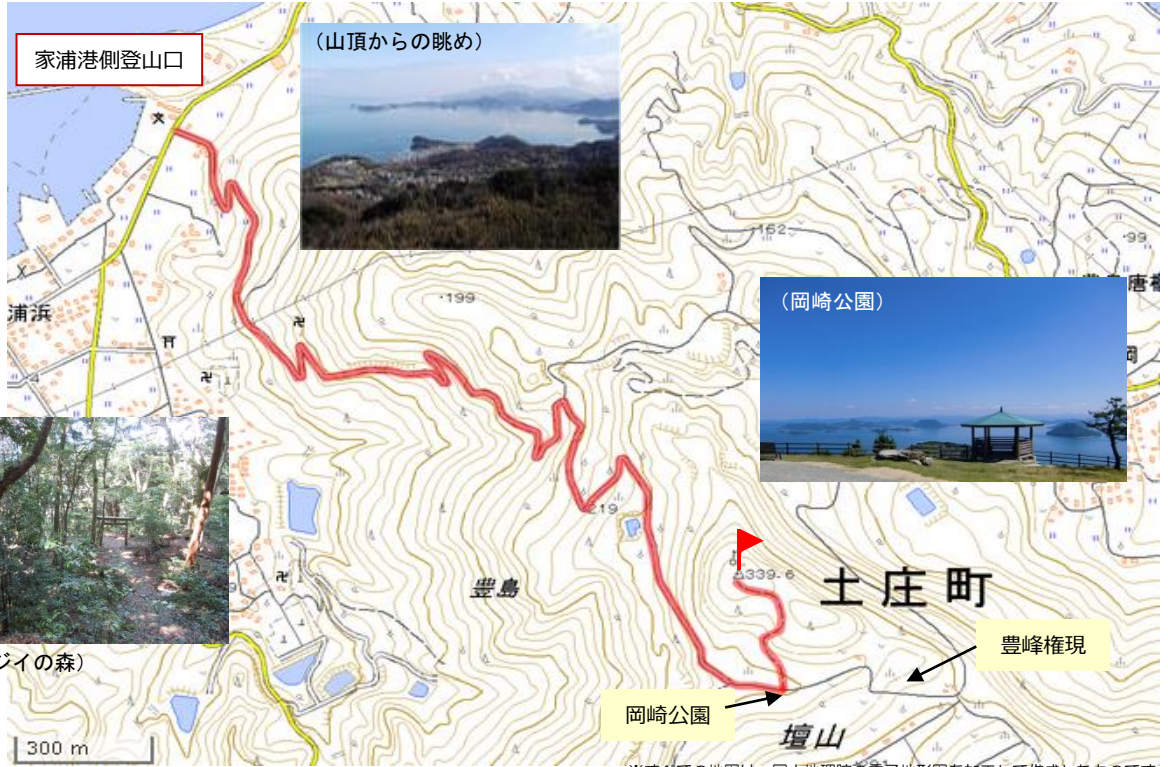 家浦港側登山口
（山頂からの眺め）
・162
・99
・199
浦浜
（岡崎公園）
219
339.6
土庄町
豊島
ジイの森）
豊峰権現
岡崎公園
壇山
300 m